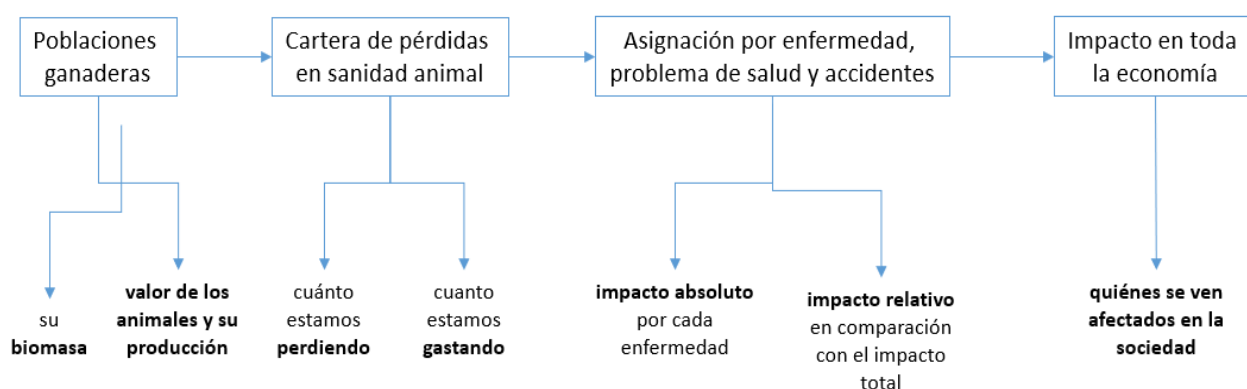 Poblaciones
ganaderas
Cartera de pérdidas
en sanidad animal
Asignación por enfermedad,
problema de salud y accidentes
Impacto en toda
la economía
su
biomasa
valor de los
animales y su
producción
cuánto
estamos
perdiendo
cuanto
estamos
gastando
impacto absoluto
por cada
enfermedad
impacto relativo
en comparación
con el impacto
total
quiénes se ven
afectados en la
sociedad